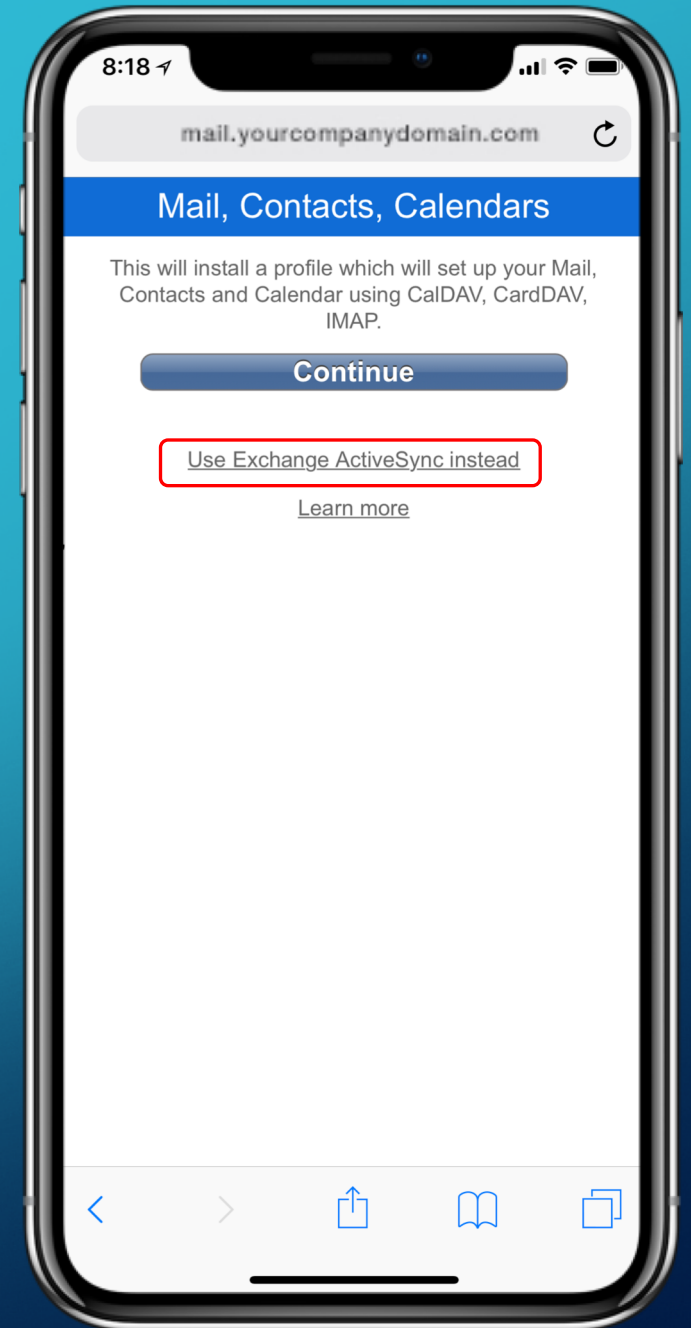 8:18
mail.yourcompanydomain.com
Mail, Contacts, Calendars
This will install a profile which will set up your Mail,
Contacts and Calendar using CalDAV, CardDAV,
IMAP.
Continue
Use Exchange ActiveSync instead
Learn more